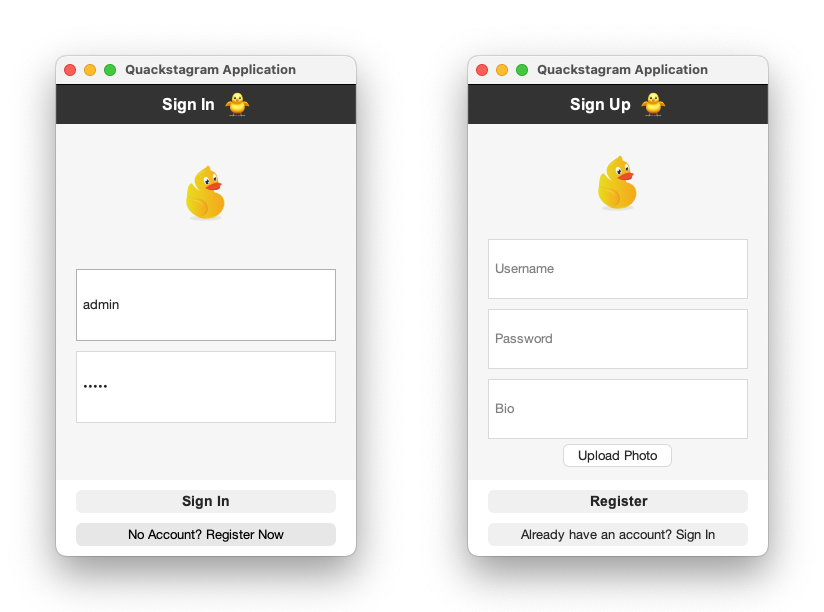 Quackstagram Application
Sign In
admin
•••••
Sign In
No Account? Register Now
Quackstagram Application
Sign Up
Username
Password
Bio
Upload Photo
Register
Already have an account? Sign In